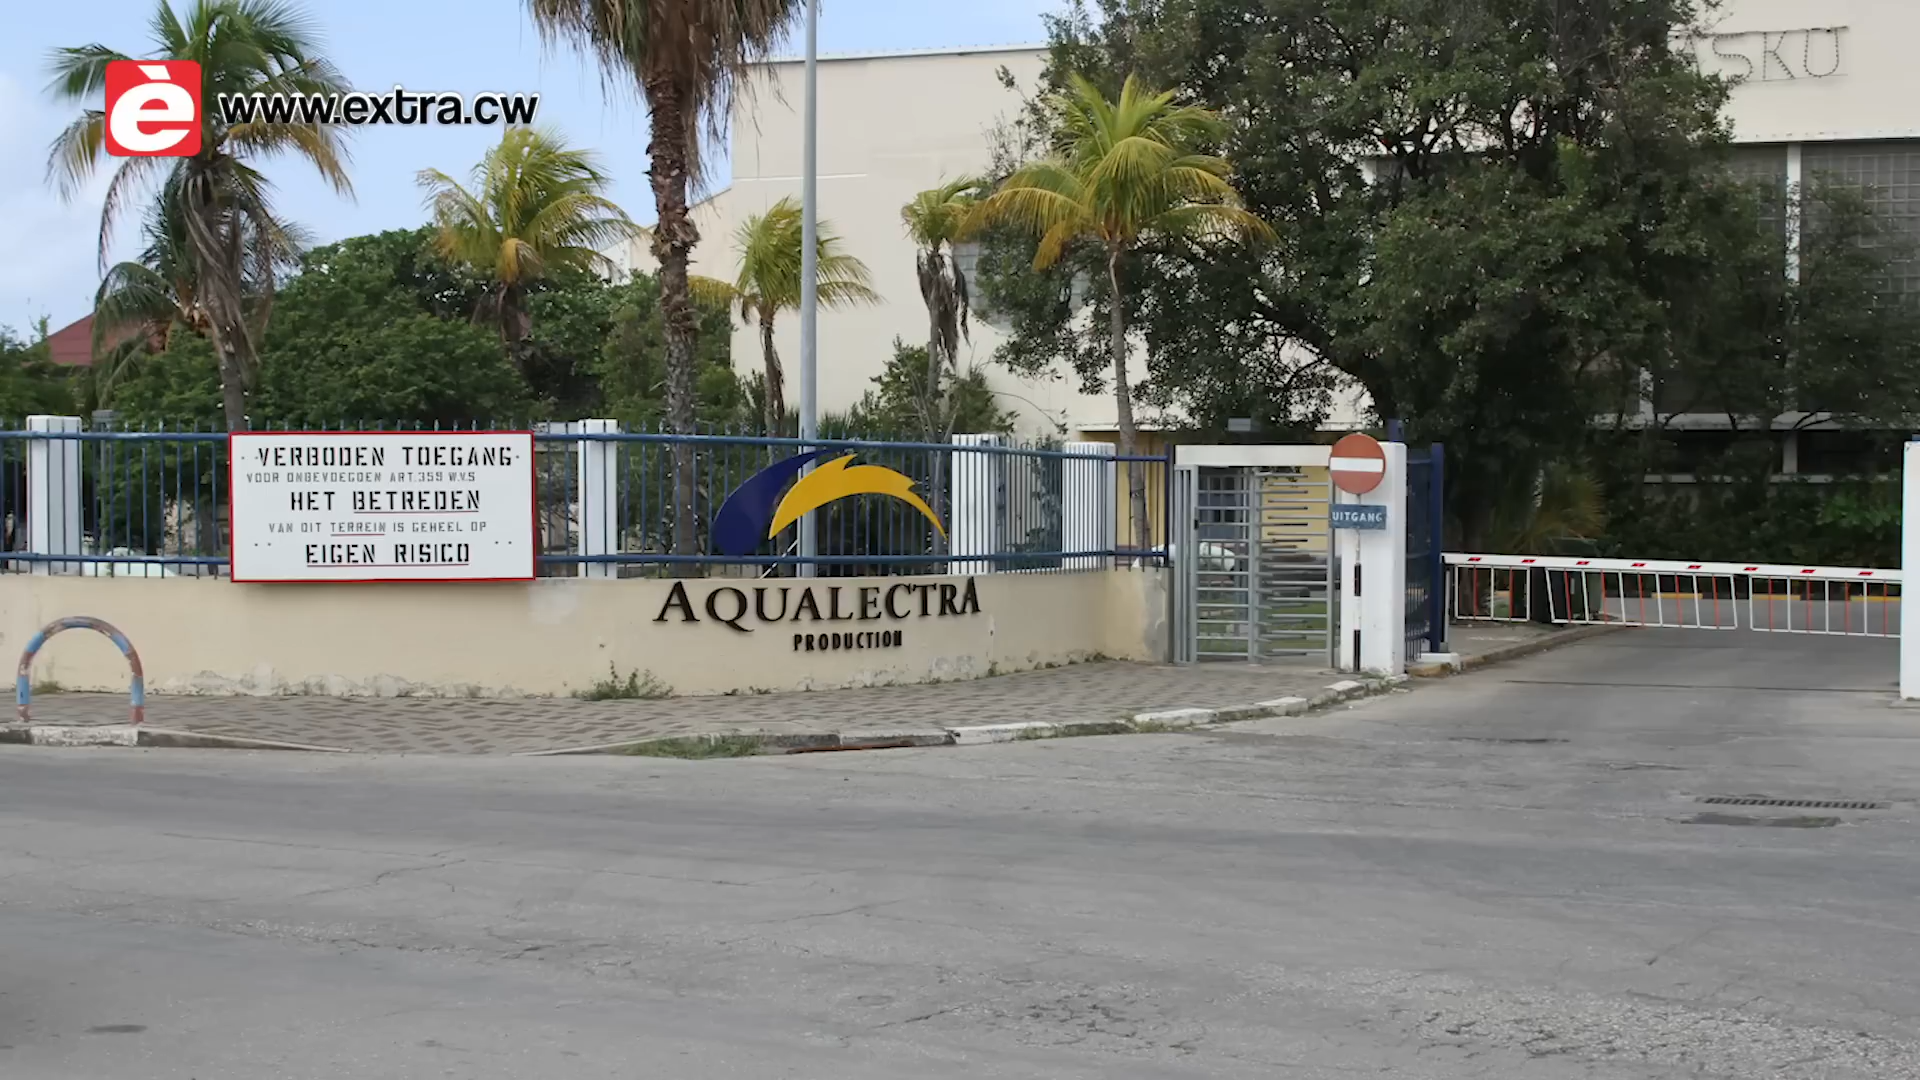 è www.extra.cw
ASKU
VERBODEN TOEGANG
VOOR ONBEVOEGDEN ART.359 W.V.S
HET BETREDEN
VAN DIT TERREIN IS GEHEEL OP
EIGEN RISICO
UITGANG
AQUALECTRA
PRODUCTION